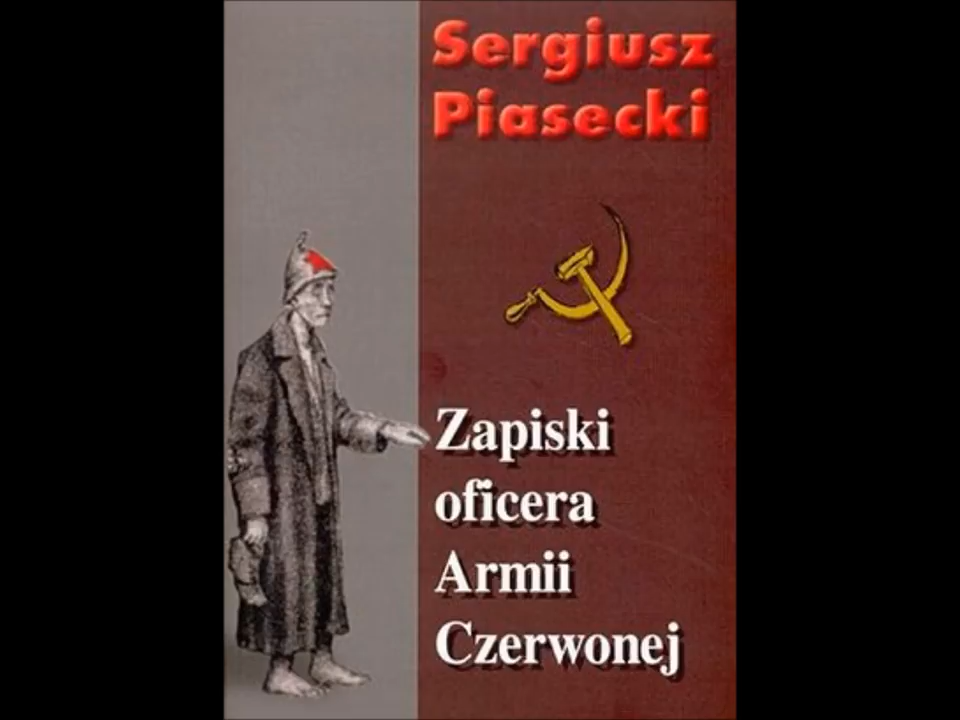 Sergiusz
Piasecki
Zapiski
oficera
Armii
Czerwonej